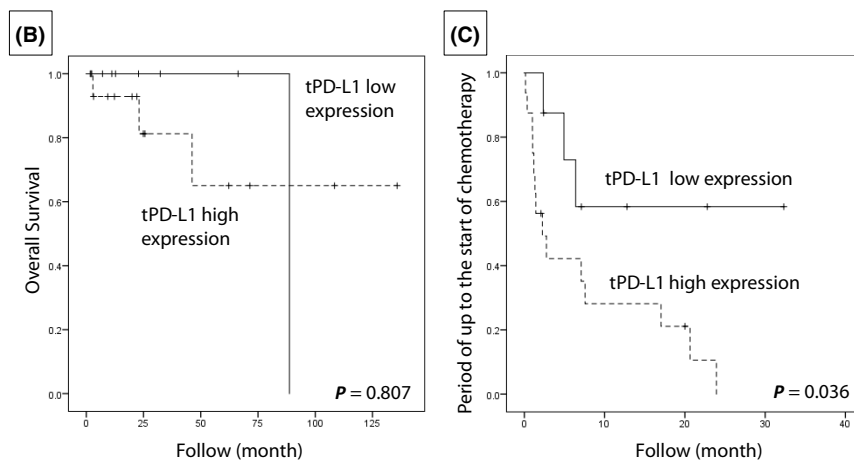 (B)
Overall Survival
1.0
0.8
0.6
0.4
0.2
0.0
tPD-L1 low
expression
tPD-L1 high
expression
P = 0.807
0 25 50 75 100 125
Follow (month)
(C)
Period of up to the start of chemotherapy
1.0
0.8
0.6
0.4
0.2
0.0
tPD-L1 low expression
tPD-L1 high expression
P = 0.036
0 10 20 30 40
Follow (month)